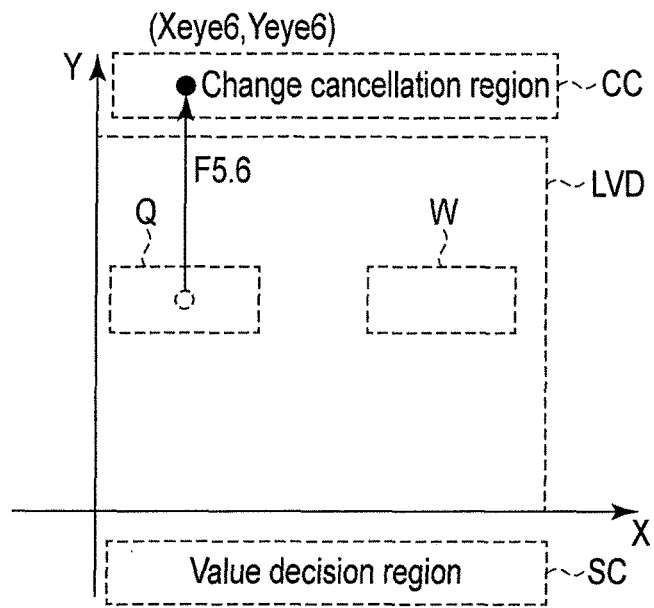 (Xeye6,Yeye6)
Y
Change cancellation region
CC
F5.6
LVD
Q
W
X
Value decision region
SC